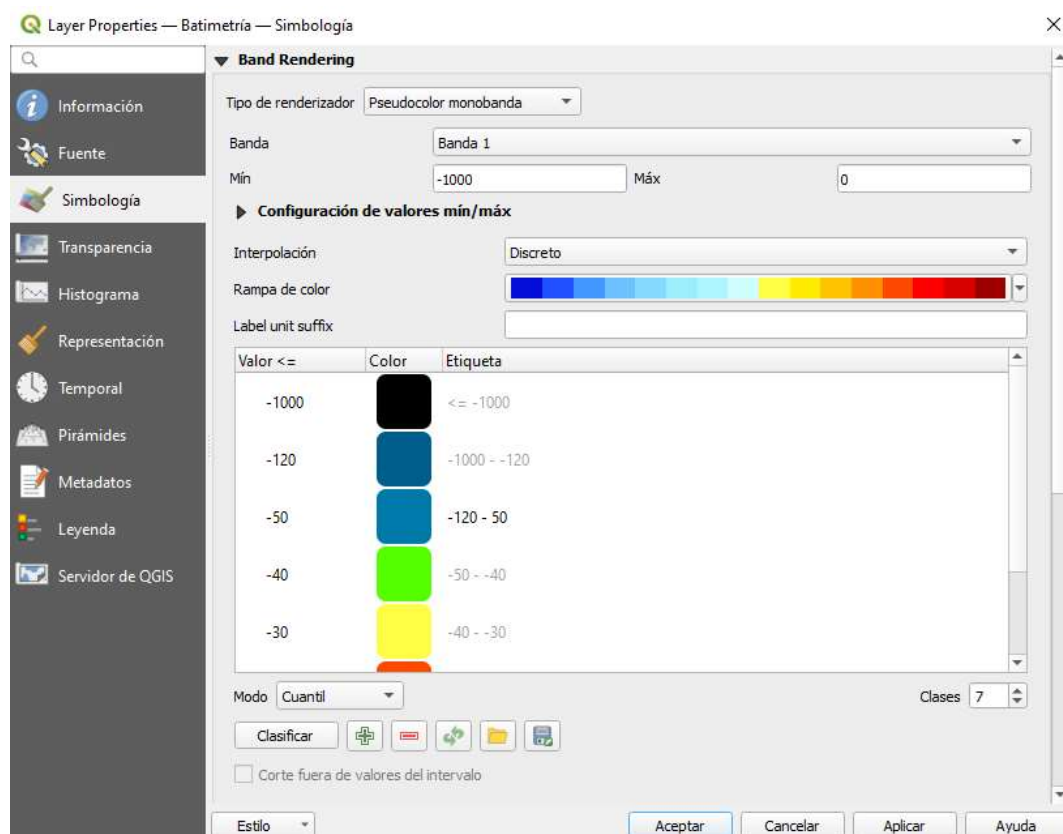 Layer Properties — Batimetría — Simbología
Información
Fuente
Simbología
Transparencia
Histograma
Representación
Temporal
Pirámides
Metadatos
Leyenda
Servidor de QGIS
Band Rendering
Tipo de renderizador Pseudocolor monobanda
Banda Banda 1
Mín -1000 Máx 0
Configuración de valores mín/máx
Interpolación Discreto
Rampa de color
Label unit suffix
Valor <= Color Etiqueta
-1000 <= -1000
-120 -1000 - -120
-50 -120 - 50
-40 -50 - -40
-30 -40 - -30
Modo Cuantil Clases 7
Clasificar
Corte fuera de valores del intervalo
Estilo Aceptar Cancelar Aplicar Ayuda